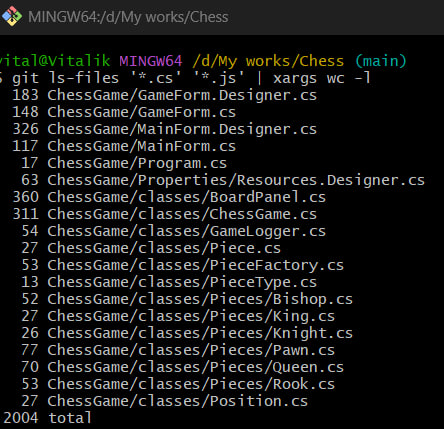 MINGW64:/d/My works/Chess
vital@Vitalik MINGW64 /d/My works/Chess (main)
$ git ls-files '*.cs' '*.js' | xargs wc -l
183 ChessGame/GameForm.Designer.cs
148 ChessGame/GameForm.cs
326 ChessGame/MainForm.Designer.cs
117 ChessGame/MainForm.cs
17 ChessGame/Program.cs
63 ChessGame/Properties/Resources.Designer.cs
360 ChessGame/classes/BoardPanel.cs
311 ChessGame/classes/ChessGame.cs
54 ChessGame/classes/GameLogger.cs
27 ChessGame/classes/Piece.cs
53 ChessGame/classes/PieceFactory.cs
13 ChessGame/classes/PieceType.cs
52 ChessGame/classes/Pieces/Bishop.cs
27 ChessGame/classes/Pieces/King.cs
26 ChessGame/classes/Pieces/Knight.cs
77 ChessGame/classes/Pieces/Pawn.cs
70 ChessGame/classes/Pieces/Queen.cs
53 ChessGame/classes/Pieces/Rook.cs
27 ChessGame/classes/Position.cs
2004 total